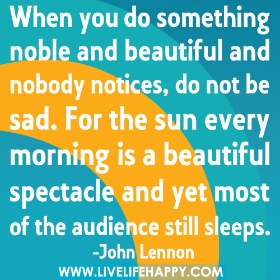 When you do something
noble and beautiful and
nobody notices, do not be
sad. For the sun every
morning is a beautiful
spectacle and yet most
of the audience still sleeps.
-John Lennon
WWW.LIVELIFEHAPPY.COM